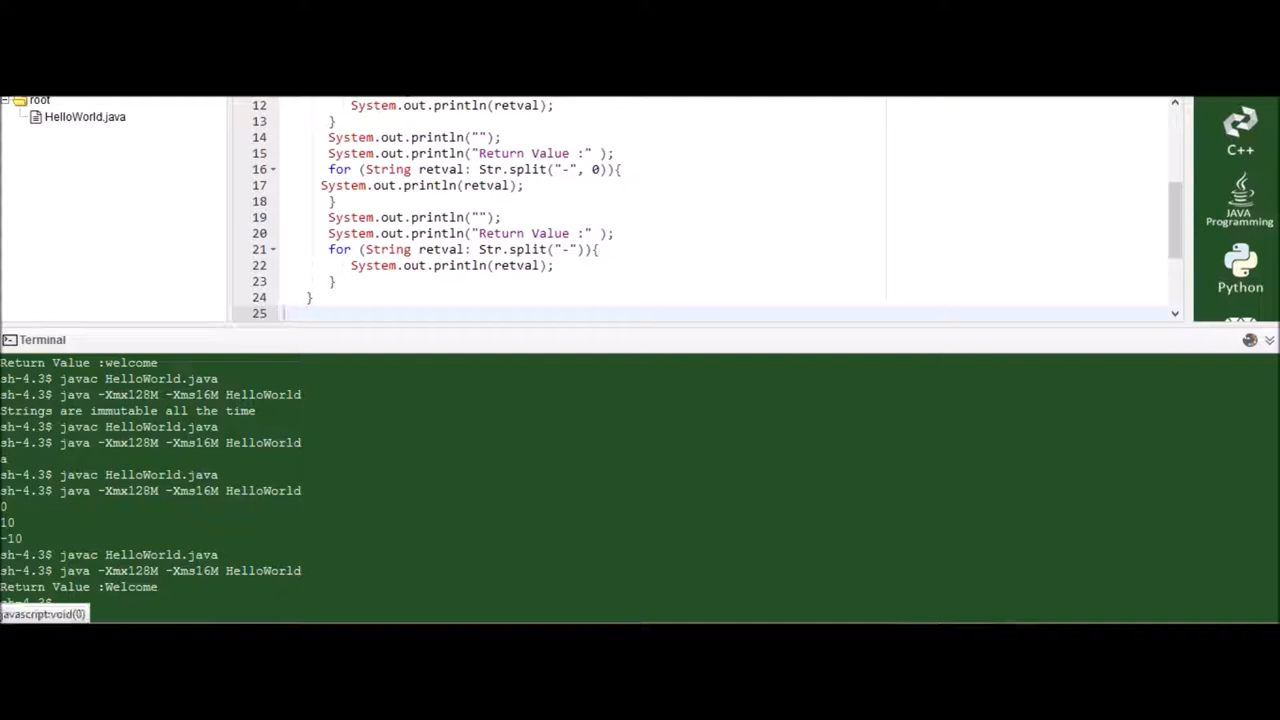 root
HelloWorld.java
12 System.out.println(retval);
13 }
14 System.out.println("");
15 System.out.println("Return Value :" );
16 for (String retval: Str.split("-", 0)){
17 System.out.println(retval);
18 }
19 System.out.println("");
20 System.out.println("Return Value :" );
21 for (String retval: Str.split("-")){
22 System.out.println(retval);
23 }
24 }
25
C++
JAVA
Programming
Python
Terminal
Return Value :welcome
sh-4.3$ javac HelloWorld.java
sh-4.3$ java -Xmx128M -Xms16M HelloWorld
Strings are immutable all the time
sh-4.3$ javac HelloWorld.java
sh-4.3$ java -Xmx128M -Xms16M HelloWorld
a
sh-4.3$ javac HelloWorld.java
sh-4.3$ java -Xmx128M -Xms16M HelloWorld
0
10
-10
sh-4.3$ javac HelloWorld.java
sh-4.3$ java -Xmx128M -Xms16M HelloWorld
Return Value :Welcome
javascript:void(0)